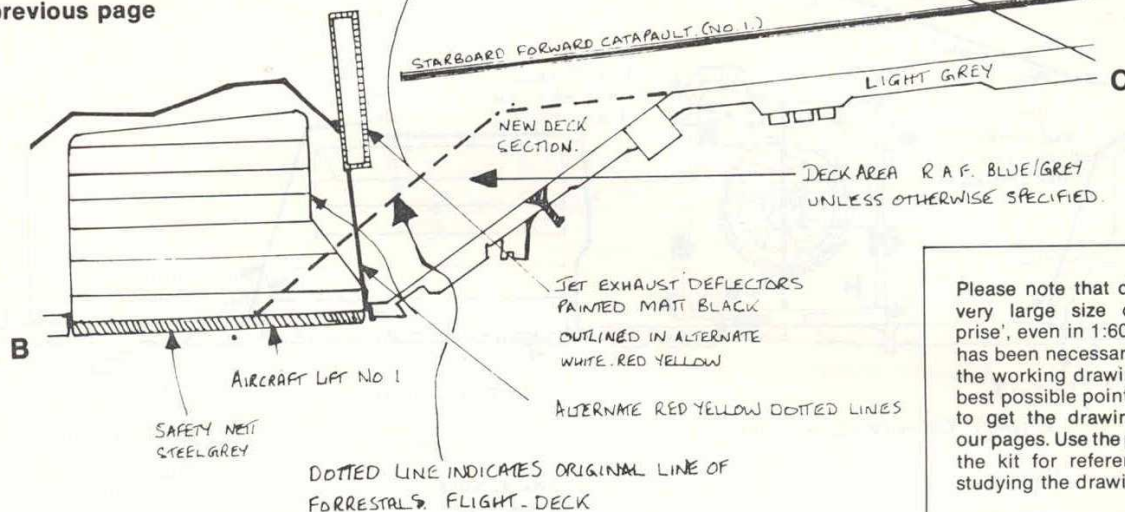 previous page
STARBOARD FORWARD CATAPAULT. (NO 1.)
LIGHT GREY
C
NEW DECK
SECTION.
DECK AREA R A F. BLUE/GREY
UNLESS OTHERWISE SPECIFIED.
JET EXHAUST DEFLECTORS
PAINTED MATT BLACK
OUTLINED IN ALTERNATE
WHITE. RED YELLOW
B
AIRCRAFT LIFT NO 1
ALTERNATE RED YELLOW DOTTED LINES
SAFETY NETT
STEEL GREY
DOTTED LINE INDICATES ORIGINAL LINE OF
FORRESTALS. FLIGHT-DECK
Please note that
very large size
prise', even in 1:60
has been necessar
the working drawi
best possible point
to get the drawin
our pages. Use the
the kit for referen
studying the drawi